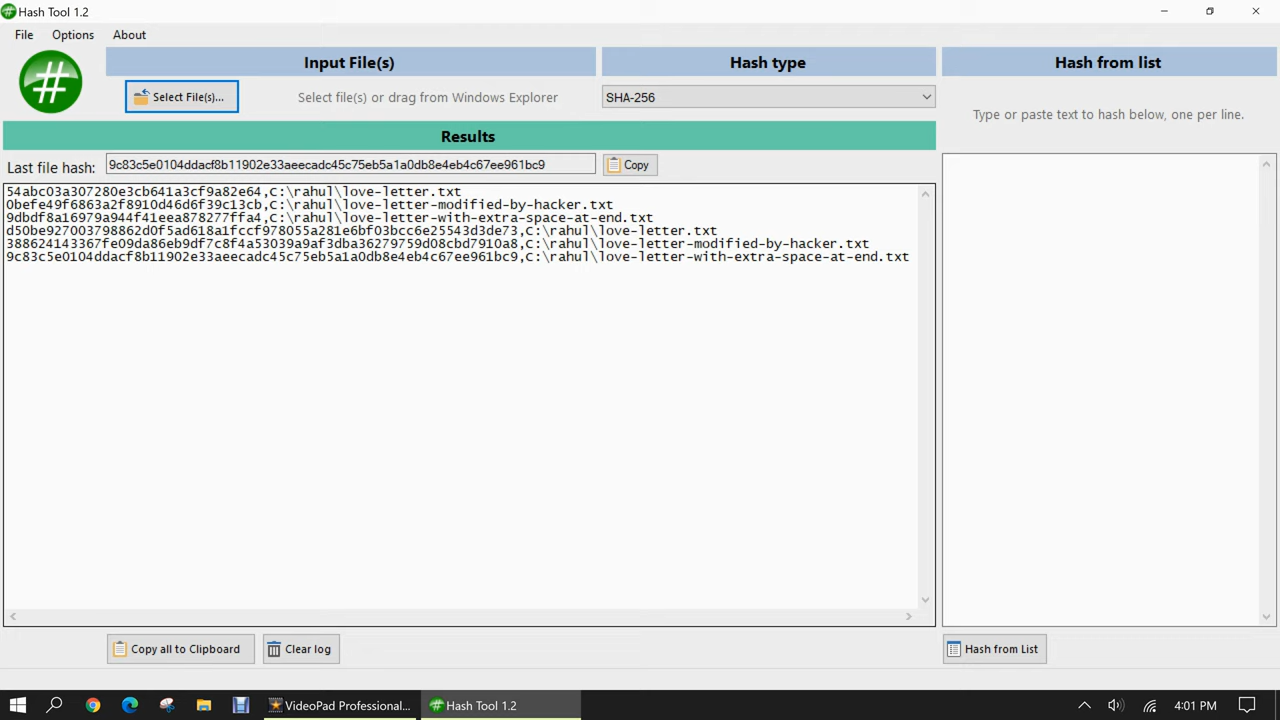 Hash Tool 1.2
File Options About
Input File(s) Hash type Hash from list
Select File(s)... Select file(s) or drag from Windows Explorer SHA-256
Type or paste text to hash below, one per line.
Results
Last file hash: 9c83c5e0104ddacf8b11902e33aeecadc45c75eb5a1a0db8e4eb4c67ee961bc9 Copy
54abc03a307280e3cb641a3cf9a82e64,C:\rahul\love-letter.txt
0befe49f6863a2f8910d46d6f39c13cb,C:\rahul\love-letter-modified-by-hacker.txt
9dbdf8a16979a944f41eea878277ffa4,C:\rahul\love-letter-with-extra-space-at-end.txt
d50be927003798862d0f5ad618a1fccf978055a281e6bf03bcc6e25543d3de73,C:\rahul\love-letter.txt
388624143367fe09da86eb9df7c8f4a53039a9af3dba36279759d08cbd7910a8,C:\rahul\love-letter-modified-by-hacker.txt
9c83c5e0104ddacf8b11902e33aeecadc45c75eb5a1a0db8e4eb4c67ee961bc9,C:\rahul\love-letter-with-extra-space-at-end.txt
Copy all to Clipboard Clear log Hash from List
VideoPad Professional... Hash Tool 1.2 4:01 PM